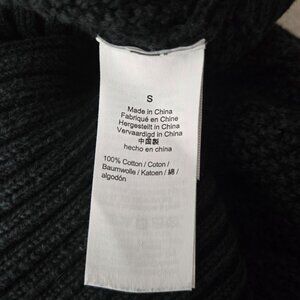 S
Made in China
Fabriqué en Chine
Hergestellt in China
Vervaardigd in China
中国製
hecho en china
100% Cotton / Coton /
Baumwolle / Katoen / 綿 /
algodón